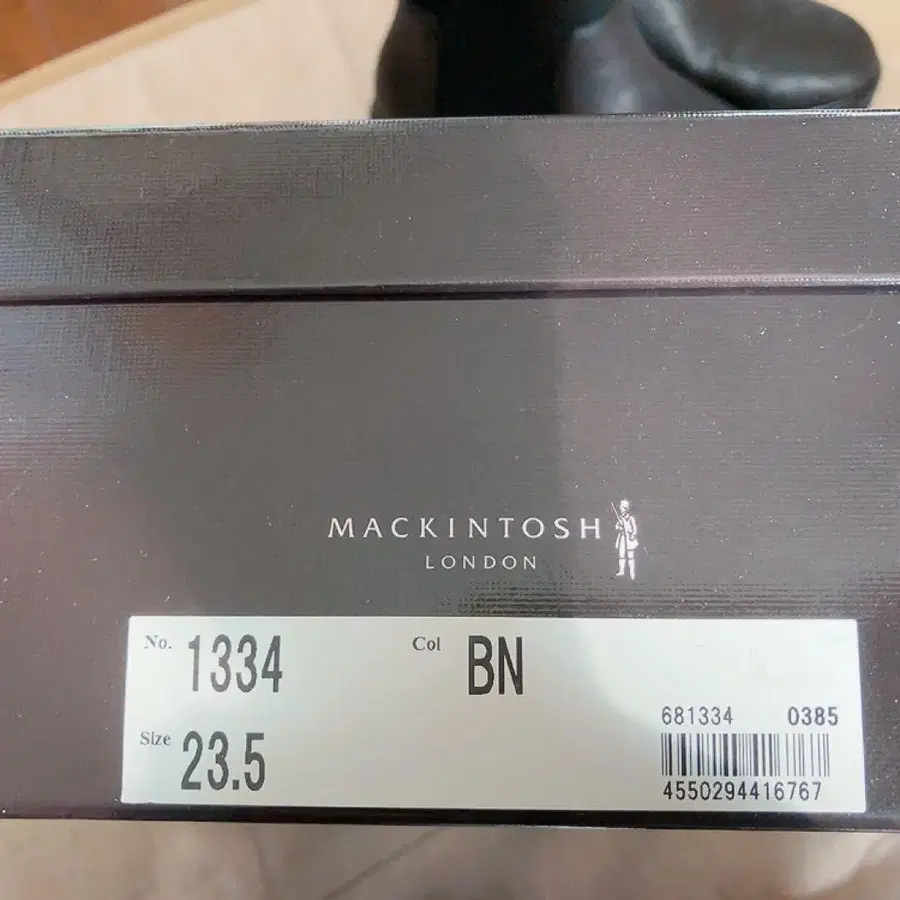 MACKINTOSH
LONDON
No. 1334 Col BN
681334 0385
Size 23.5
4550294416767